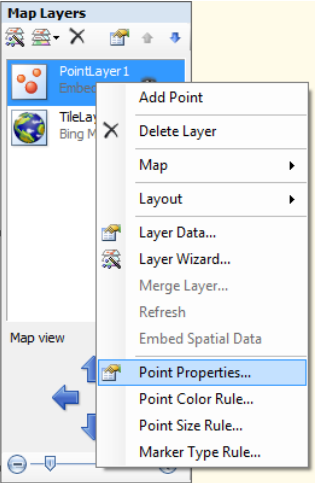 Map Layers
PointLayer1
Embed
TileLay
Bing M
Add Point
Delete Layer
Map
Layout
Layer Data...
Layer Wizard...
Merge Layer...
Refresh
Embed Spatial Data
Point Properties...
Point Color Rule...
Point Size Rule...
Marker Type Rule...
Map view